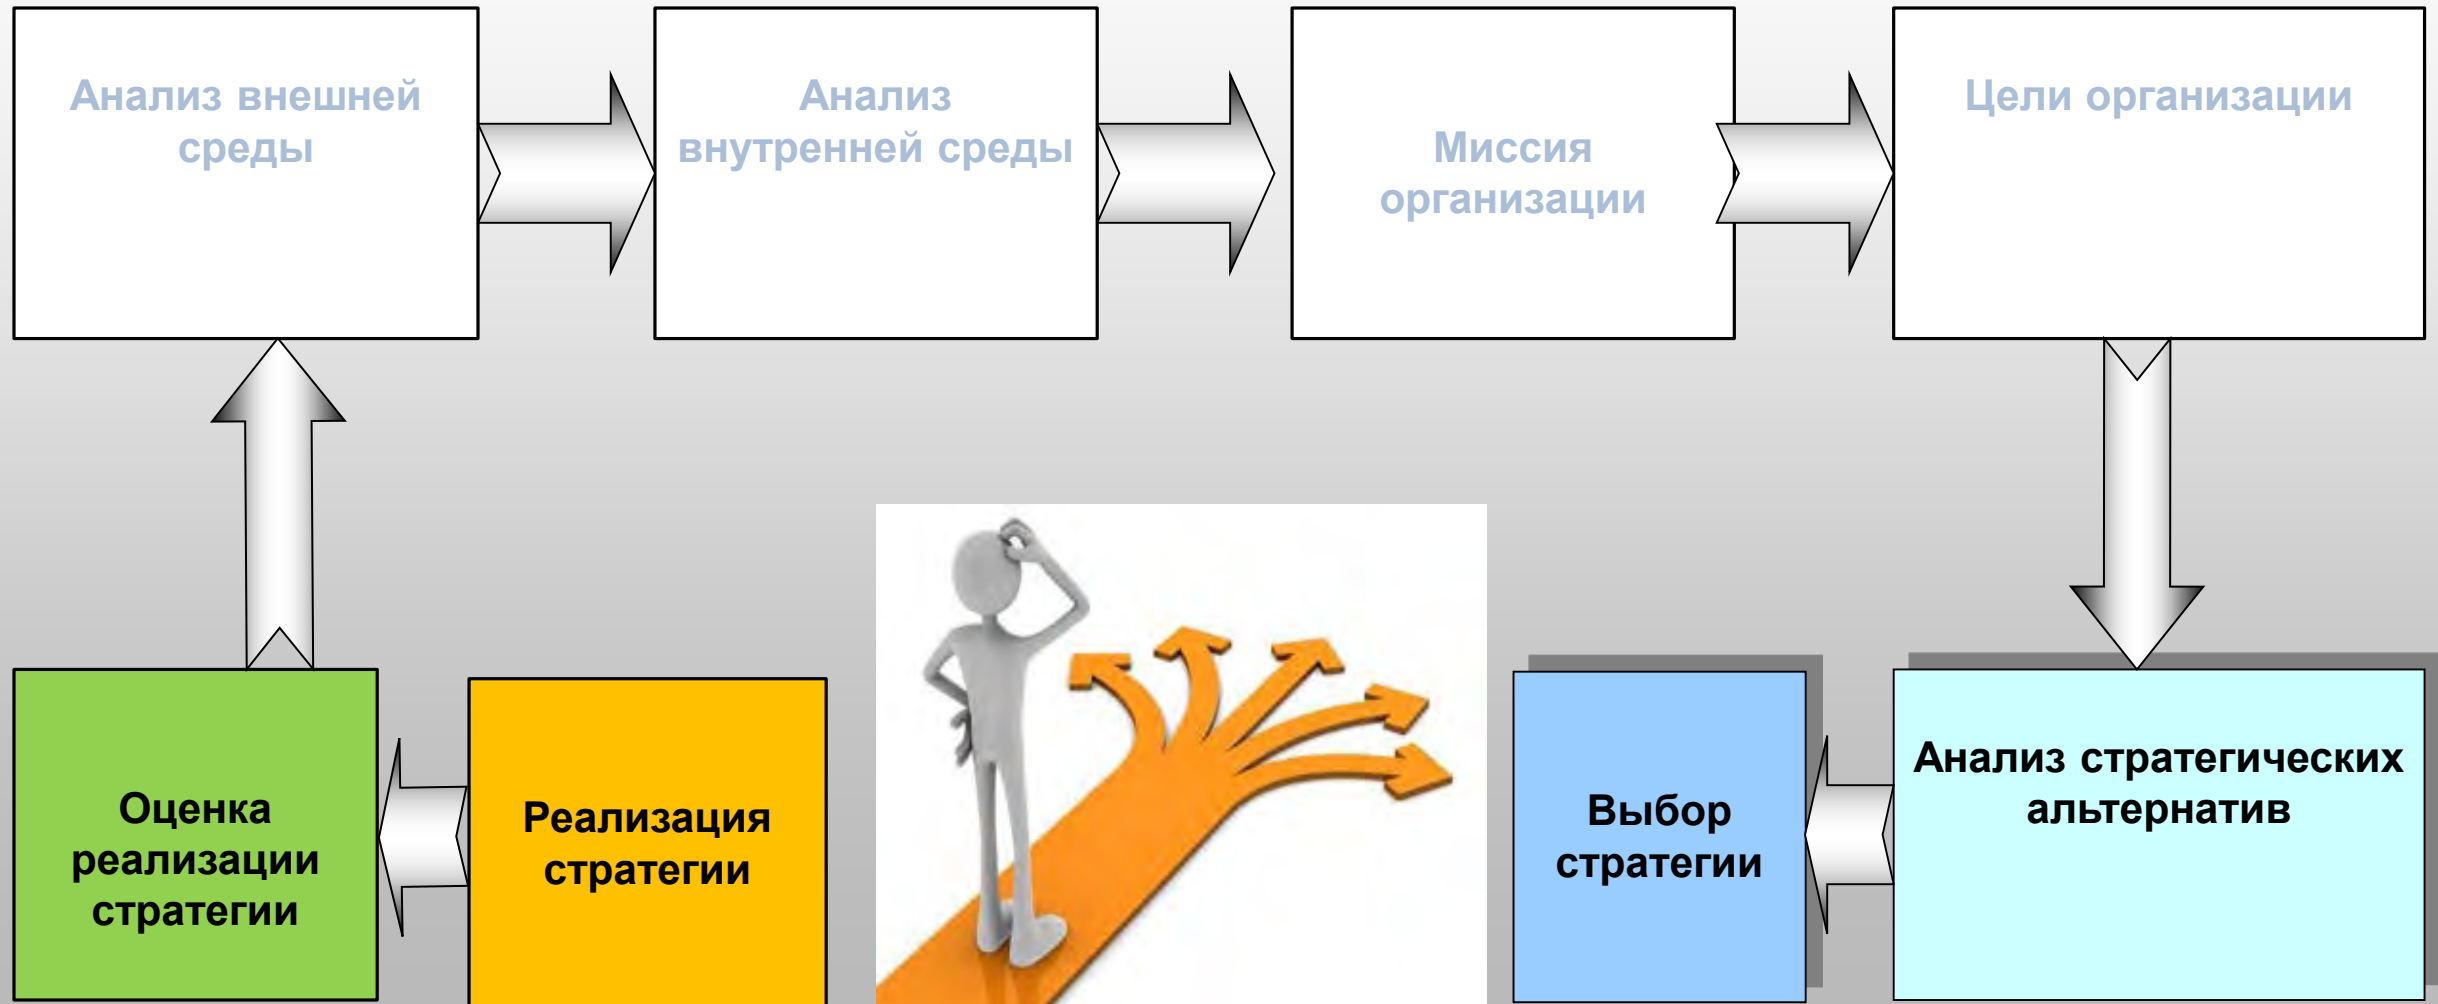 Анализ внешней
среды
Анализ
внутренней среды
Миссия
организации
Цели организации
Оценка
реализации
стратегии
Реализация
стратегии
Выбор
стратегии
Анализ стратегических
альтернатив